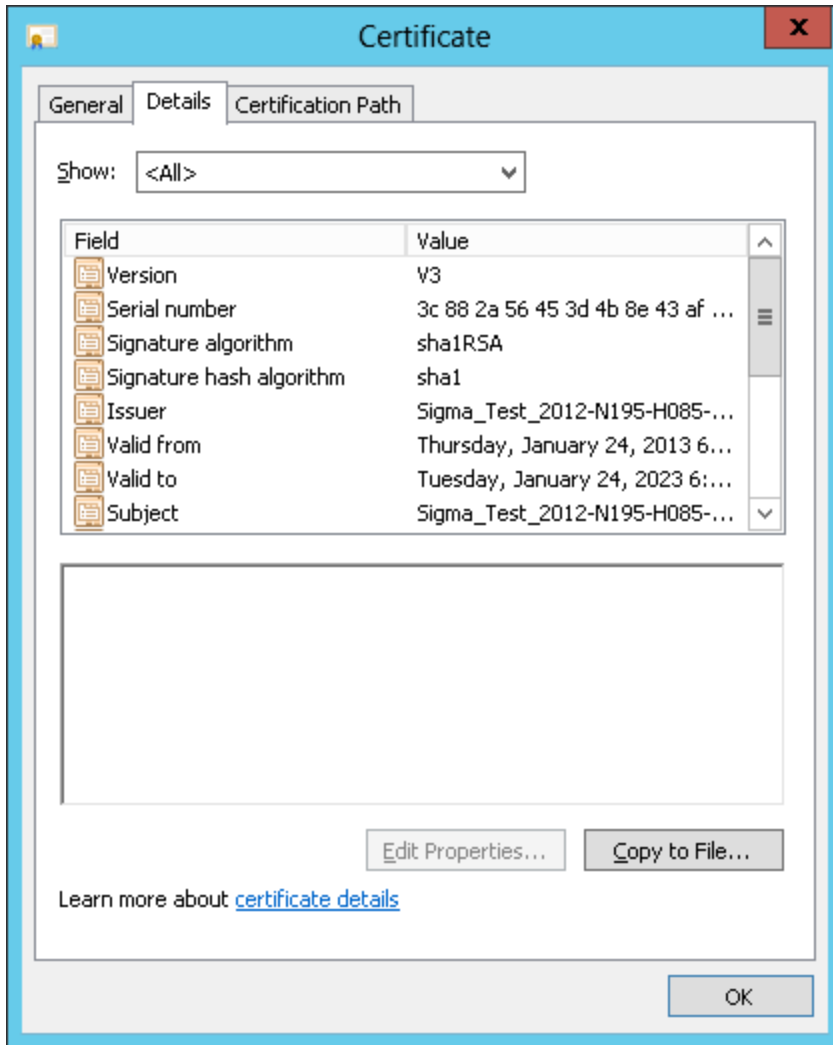 Certificate
x
General Details Certification Path
Show: <All>
Field Value
Version V3
Serial number 3c 88 2a 56 45 3d 4b 8e 43 af ...
Signature algorithm sha1RSA
Signature hash algorithm sha1
Issuer Sigma_Test_2012-N195-H085-...
Valid from Thursday, January 24, 2013 6...
Valid to Tuesday, January 24, 2023 6:...
Subject Sigma_Test_2012-N195-H085-...
Edit Properties... Copy to File...
Learn more about certificate details
OK